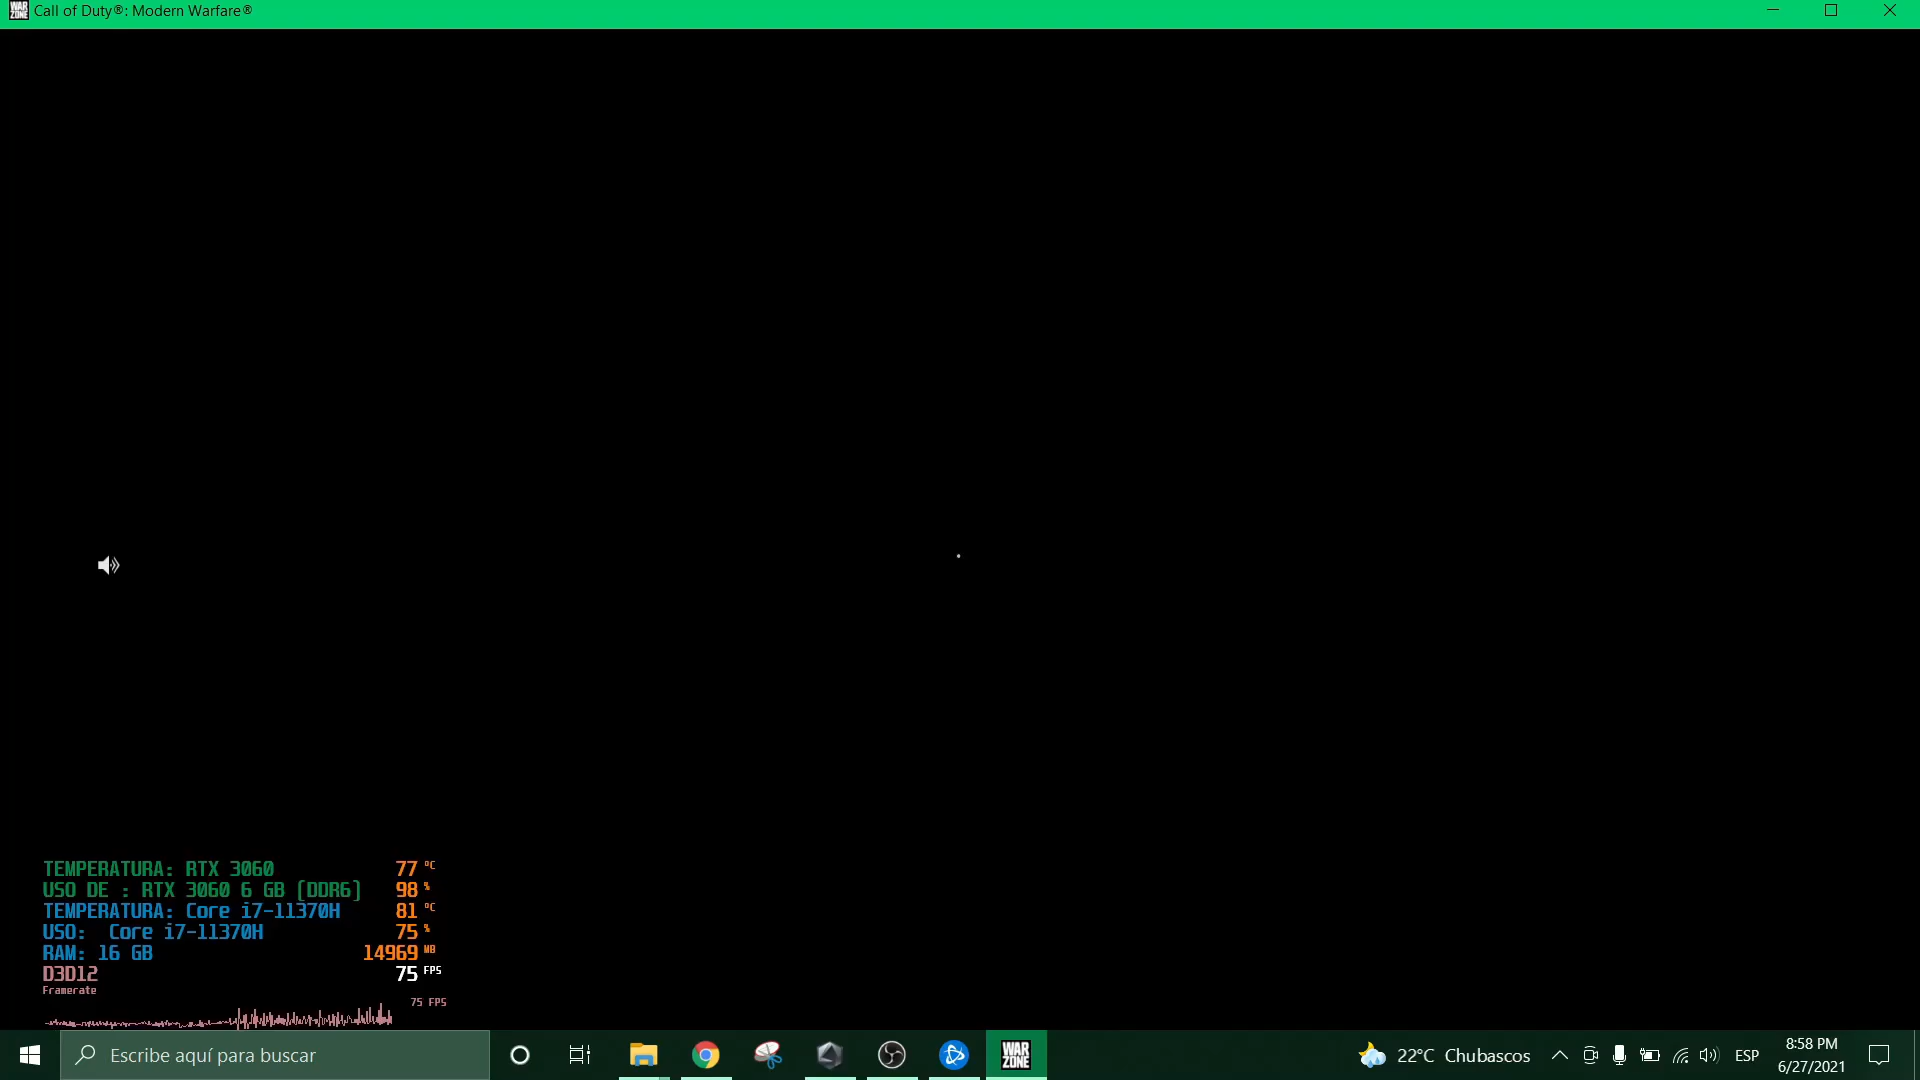 WAR ZONE Call of Duty®: Modern Warfare®
TEMPERATURA: RTX 3060 77 °C
USO DE : RTX 3060 6 GB [DDR6] 98 %
TEMPERATURA: Core i7-11370H 81 °C
USO: Core i7-11370H 75 %
RAM: 16 GB 14969 MB
D3D12 75 FPS
Framerate
75 FPS
Escribe aquí para buscar
WAR
ZONE
22°C Chubascos
ESP
8:58 PM
6/27/2021